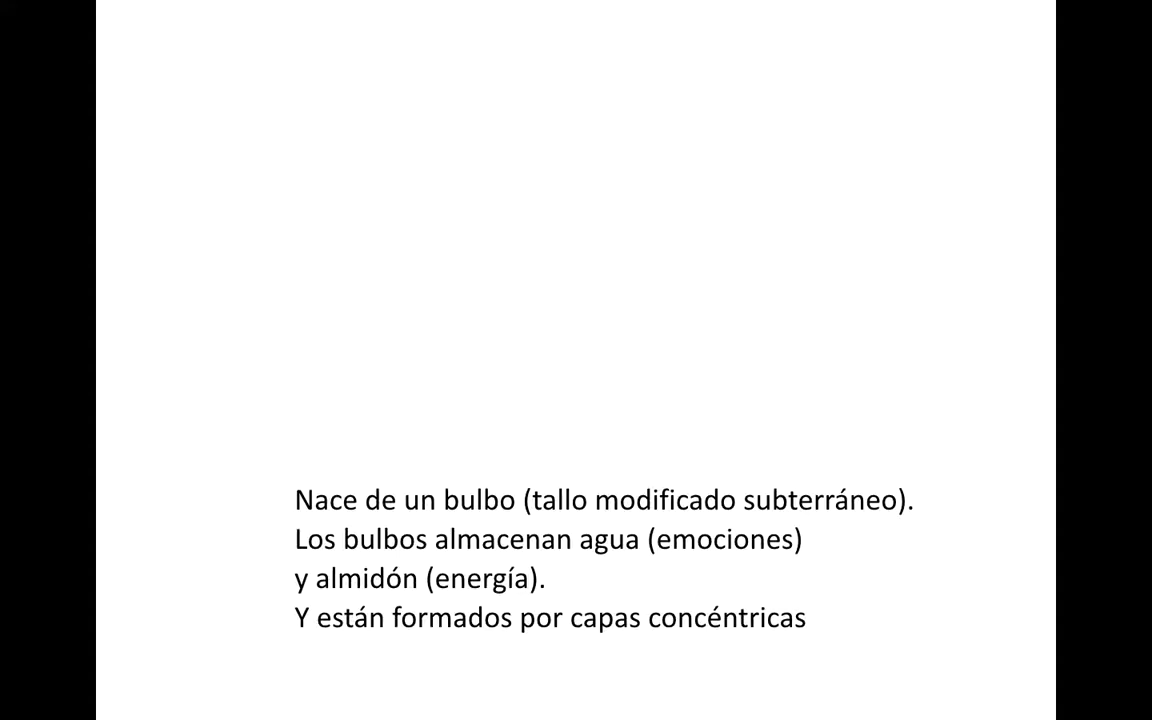 Nace de un bulbo (tallo modificado subterráneo).
Los bulbos almacenan agua (emociones)
y almidón (energía).
Y están formados por capas concéntricas